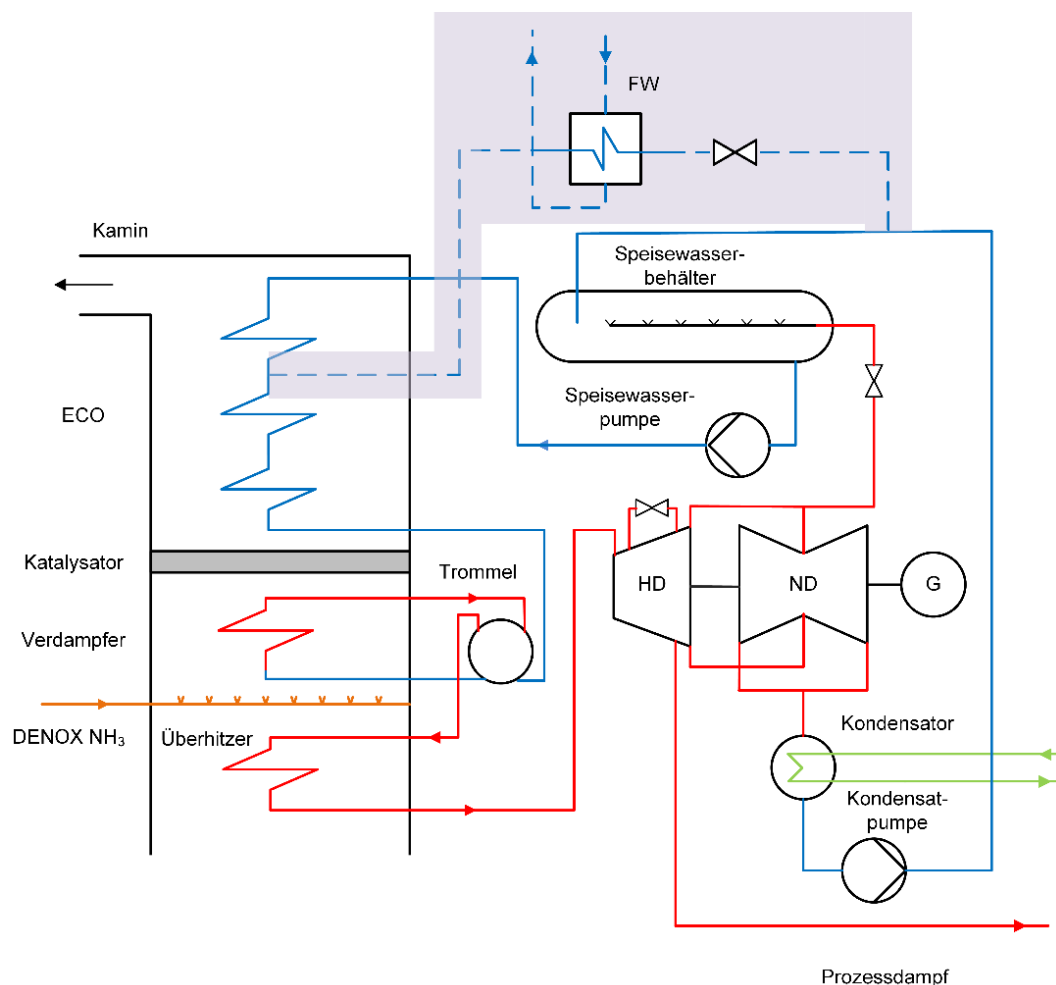 FW
Kamin
Speisewasser-
behälter
ECO
Speisewasser-
pumpe
Katalysator
Trommel
HD
ND
G
Verdampfer
DENOX NH₃
Überhitzer
Kondensator
Kondensat-
pumpe
Prozessdampf